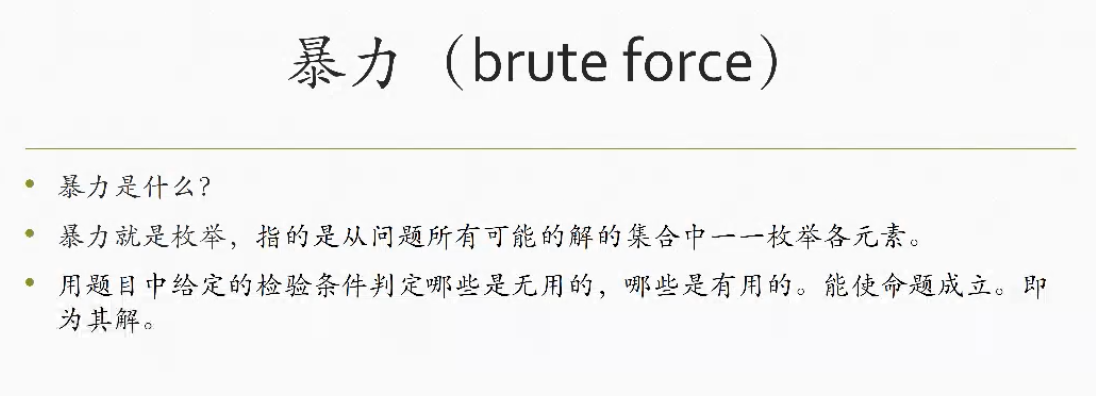 暴力（brute force）
• 暴力是什么？
• 暴力就是枚举，指的是从问题所有可能的解的集合中一一枚举各元素。
• 用题目中给定的检验条件判定哪些是无用的，哪些是有用的。能使命题成立。即
为其解。